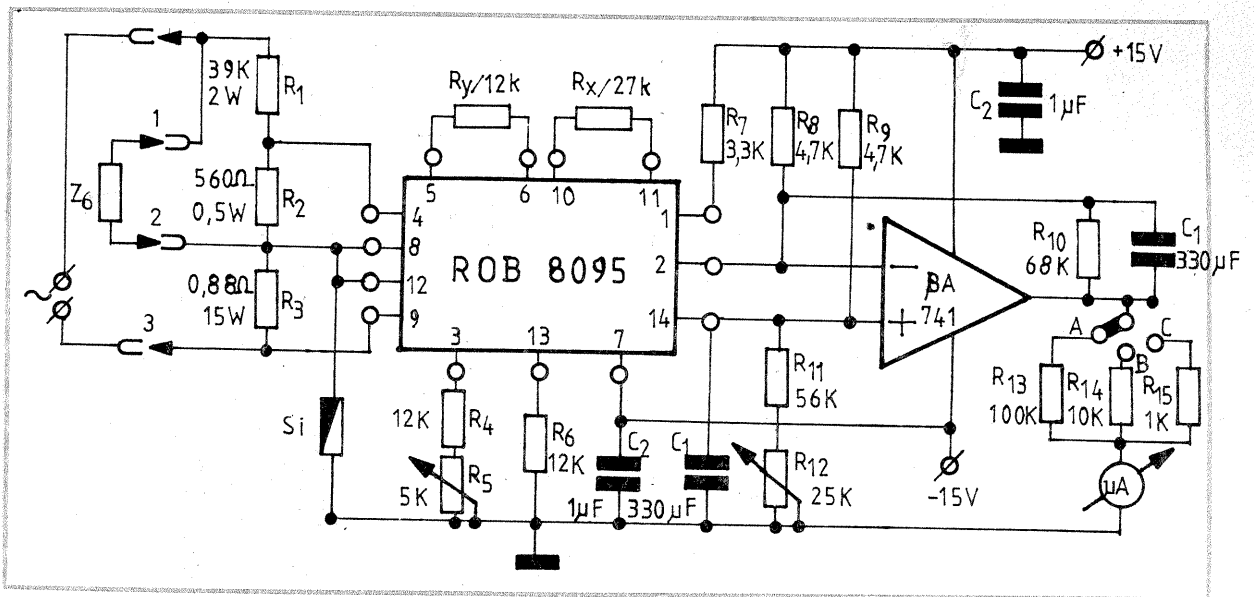 39K
2W
R1
1
560Ω
0,5W
R2
Z6
2
0,88Ω
15W
R3
~
3
Si
Ry/12k
Rx/27k
5
6
10
11
4
8
12
9
ROB 8095
1
2
14
3
13
7
12K
R4
5K
R5
R6
12K
C2
1µF
C1
330µF
R7
3,3K
R8
4,7K
R9
4,7K
C2
1µF
+15V
−
βA
741
+
R10
68K
C1
330µF
R11
56K
R12
25K
-15V
A
B
C
R13
100K
R14
10K
R15
1K
µA